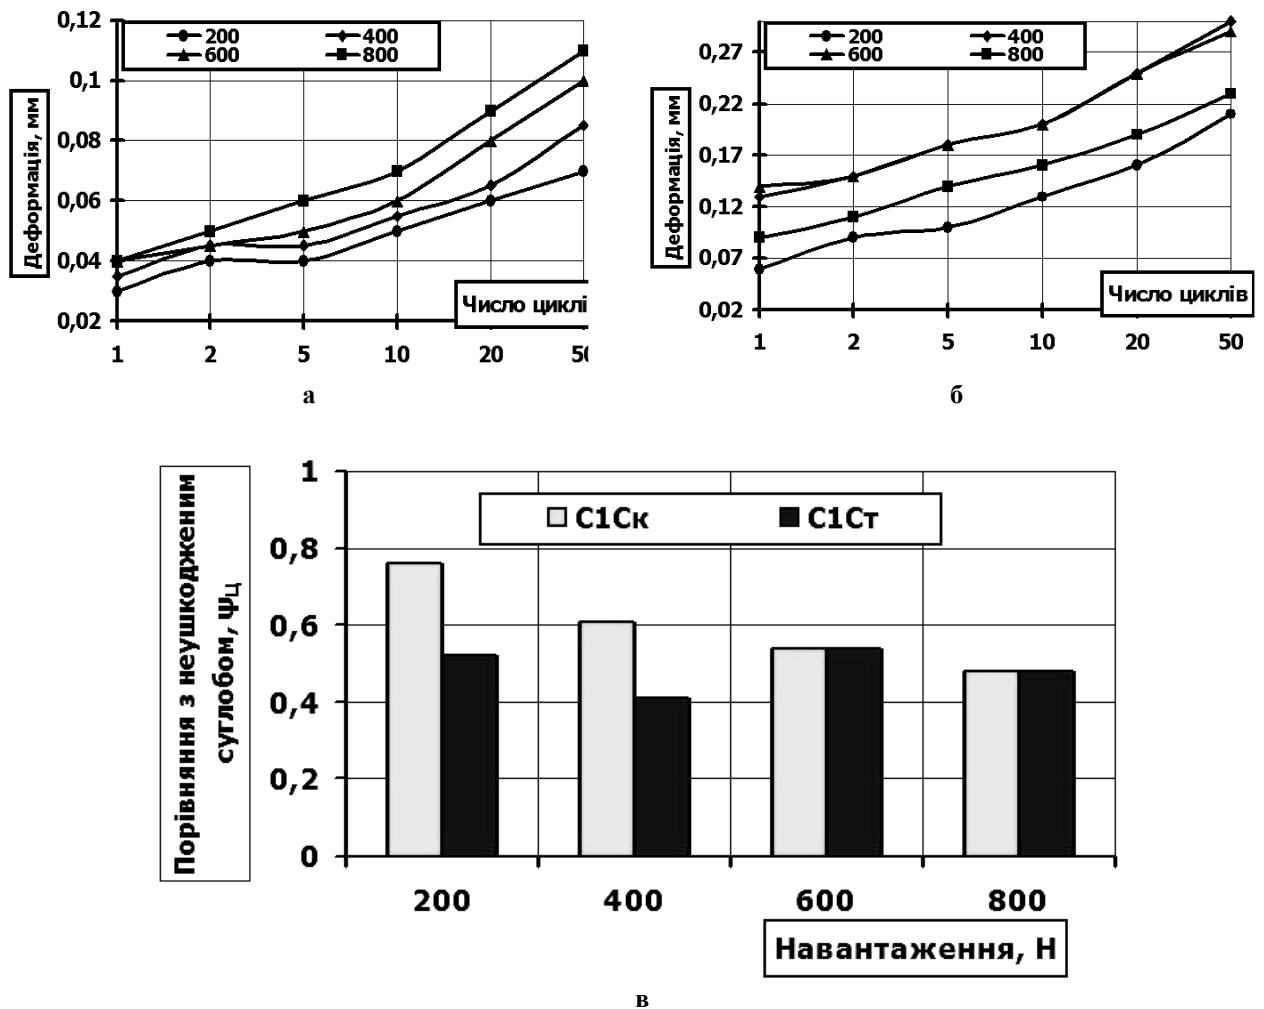 0,12
0,1
0,08
0,06
0,04
0,02
Деформація, мм
200 400
600 800
Число циклі
1 2 5 10 20 50
а
0,27
0,22
0,17
0,12
0,07
0,02
Деформація, мм
200 400
600 800
Число циклів
1 2 5 10 20 50
б
Порівняння з неушкодженим
суглобом, ψц
1
0,8
0,6
0,4
0,2
0
С1Ск С1Ст
200 400 600 800
Навантаження, Н
в